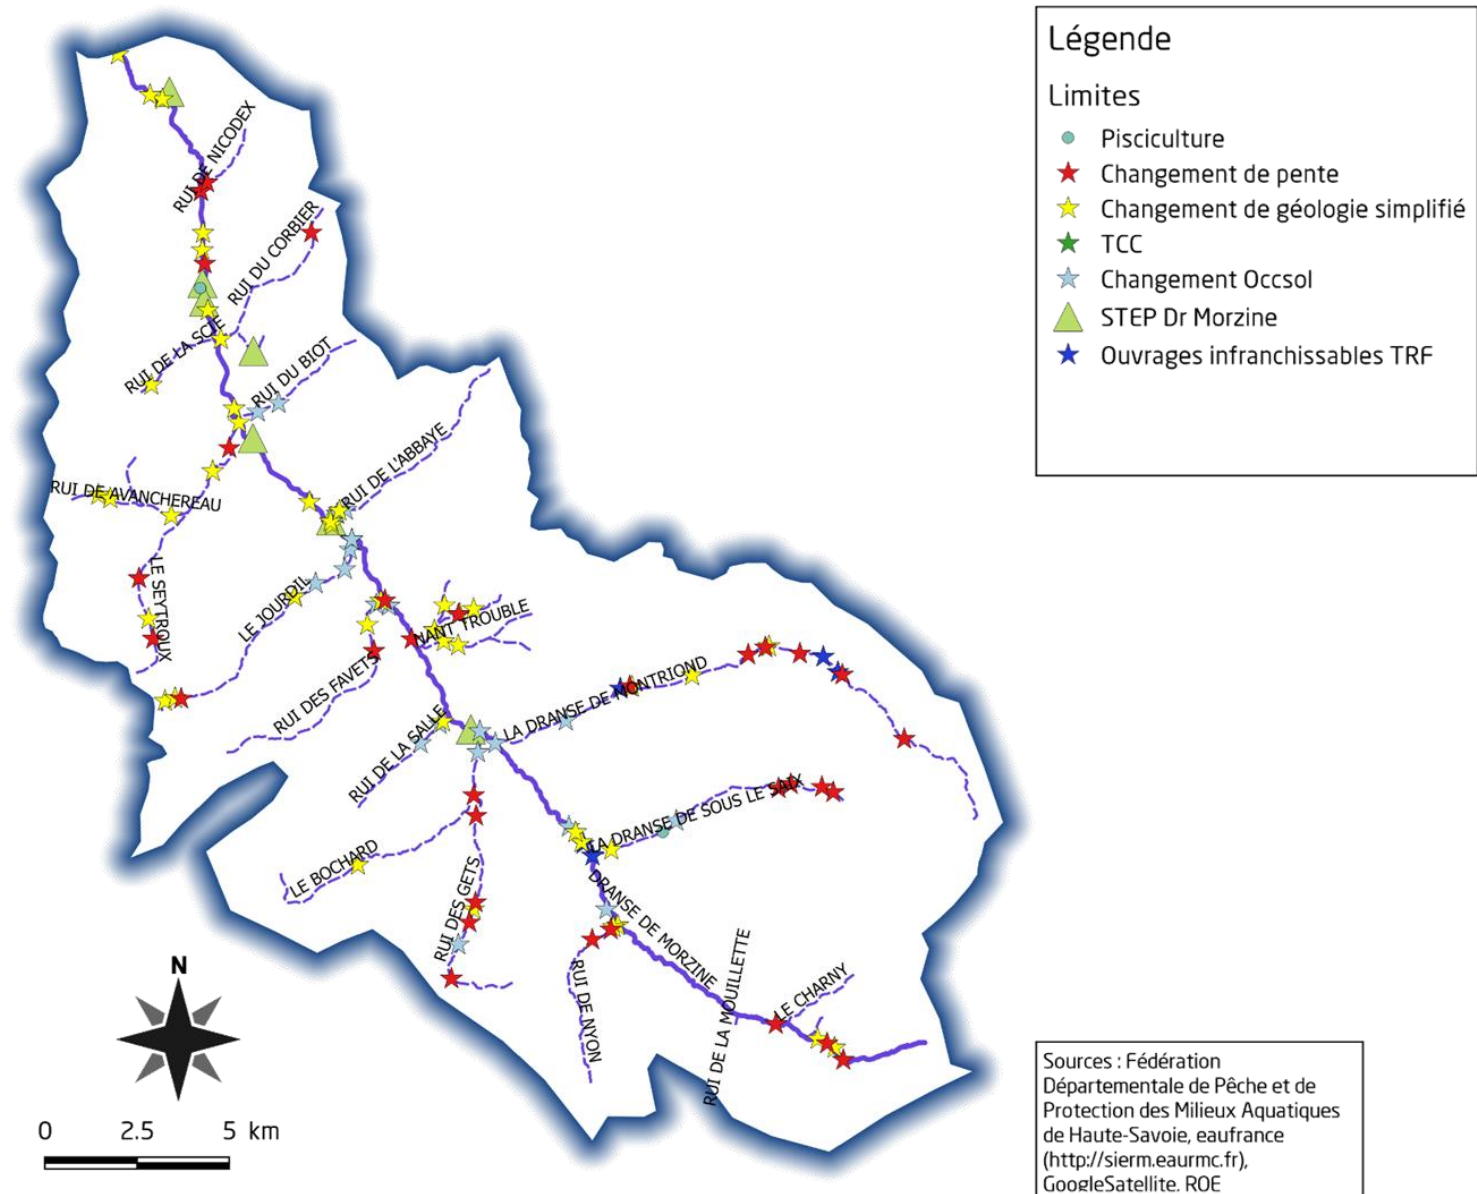 Légende
Limites
Pisciculture
Changement de pente
Changement de géologie simplifié
TCC
Changement Occsol
STEP Dr Morzine
Ouvrages infranchissables TRF
RUI DE NICODEX
RUI DU CORBIER
RUI DE LA SCIE
RUI DU BIOT
RUI DE L'ABBAYE
RUI DE AVANCHEREAU
LE SEYTROUX
LE JOURDIL
NANT TROUBLE
RUI DES FAVETS
LA DRANSE DE MONTRIOND
RUI DE LA SALLE
LA DRANSE DE SOUS LE SAIX
LE BOCHARD
RUI DES GETS
DRANSE DE MORZINE
RUI DE NYON
RUI DE LA MOUILLETTE
LE CHARNY
N
0 2.5 5 km
Sources : Fédération
Départementale de Pêche et de
Protection des Milieux Aquatiques
de Haute-Savoie, eaufrance
(http://sierm.eaurmc.fr),
GoogleSatellite, ROE